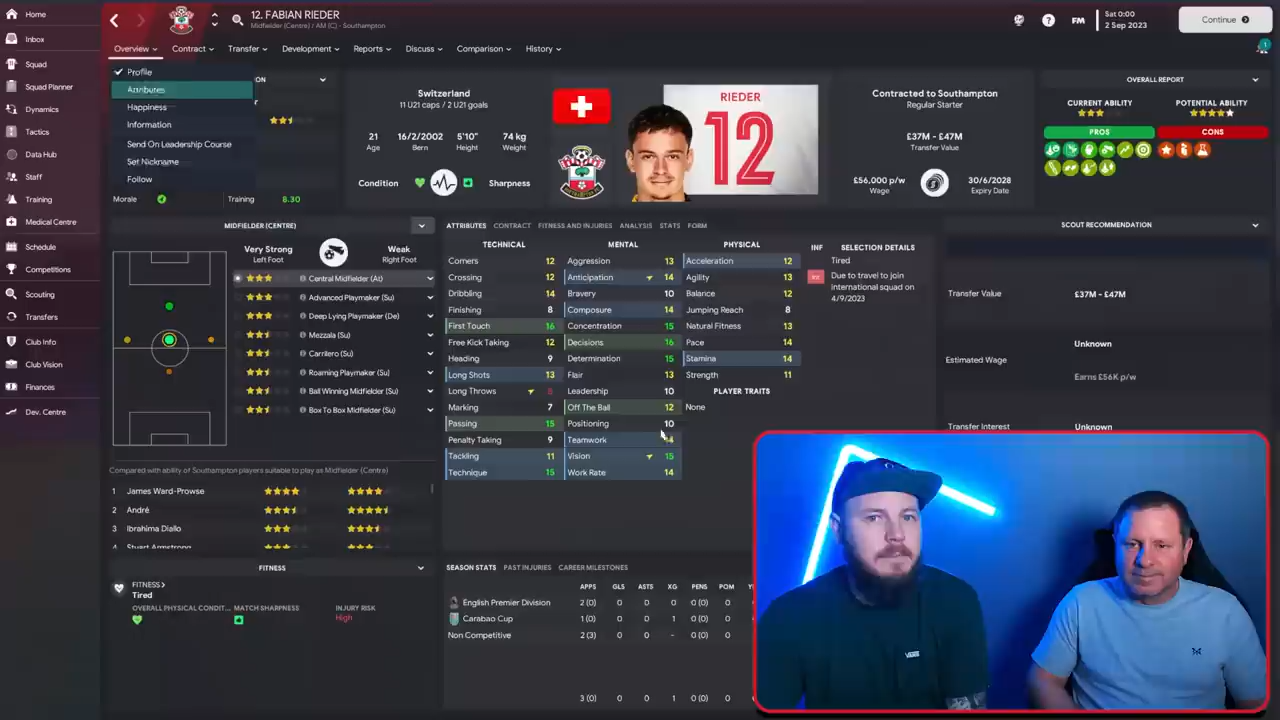 Home
Inbox
Squad
Squad Planner
Dynamics
Tactics
Data Hub
Staff
Training
Medical Centre
Schedule
Competitions
Scouting
Transfers
Club Info
Club Vision
Finances
Dev. Centre
12. FABIAN RIEDER
Midfielder (Centre) / AM (C) - Southampton
FM
Sat 0:00
2 Sep 2023
Continue
Overview
Contract
Transfer
Development
Reports
Discuss
Comparison
History
1
Profile
Attributes
Happiness
Information
Send On Leadership Course
Set Nickname
Follow
Morale
Training 8.30
Switzerland
11 U21 caps / 2 U21 goals
21 16/2/2002 5'10" 74 kg
Age Born Height Weight
Condition Sharpness
RIEDER
12
Contracted to Southampton
Regular Starter
£37M - £47M
Transfer Value
£56,000 p/w
Wage
30/6/2028
Expiry Date
OVERALL REPORT
CURRENT ABILITY
POTENTIAL ABILITY
PROS
CONS
MIDFIELDER (CENTRE)
Very Strong
Left Foot
Weak
Right Foot
Central Midfielder (At)
Advanced Playmaker (Su)
Deep Lying Playmaker (De)
Mezzala (Su)
Carrilero (Su)
Roaming Playmaker (Su)
Ball Winning Midfielder (Su)
Box To Box Midfielder (Su)
Compared with ability of Southampton players suitable to play as Midfielder (Centre)
1 James Ward-Prowse
2 André
3 Ibrahima Diallo
4 Stuart Armstrong
FITNESS
FITNESS >
Tired
OVERALL PHYSICAL CONDIT...
MATCH SHARPNESS
INJURY RISK
High
ATTRIBUTES CONTRACT FITNESS AND INJURIES ANALYSIS STATS FORM
TECHNICAL
Corners 12
Crossing 12
Dribbling 14
Finishing 8
First Touch 16
Free Kick Taking 12
Heading 9
Long Shots 13
Long Throws
Marking 7
Passing 15
Penalty Taking 9
Tackling 11
Technique 15
MENTAL
Aggression 13
Anticipation 14
Bravery 10
Composure 14
Concentration 15
Decisions 16
Determination 15
Flair 13
Leadership 10
Off The Ball 12
Positioning 10
Teamwork 14
Vision 15
Work Rate 14
PHYSICAL
Acceleration 12
Agility 13
Balance 12
Jumping Reach 8
Natural Fitness 13
Pace 14
Stamina 14
Strength 11
PLAYER TRAITS
None
INF SELECTION DETAILS
Tired
Due to travel to join
international squad on
4/9/2023
SCOUT RECOMMENDATION
Transfer Value £37M - £47M
Unknown
Estimated Wage
Earns £56K p/w
Transfer Interest Unknown
SEASON STATS PAST INJURIES CAREER MILESTONES
APPS GLS ASTS XG PENS POM
English Premier Division 2 (0) 0 0 0 0 (0) 0
Carabao Cup 1 (0) 0 0 1 0 (0) 0
Non Competitive 2 (3) 0 0 - 0 (0) 0
3 (0) 0 0 1 0 (0) 0
VANS